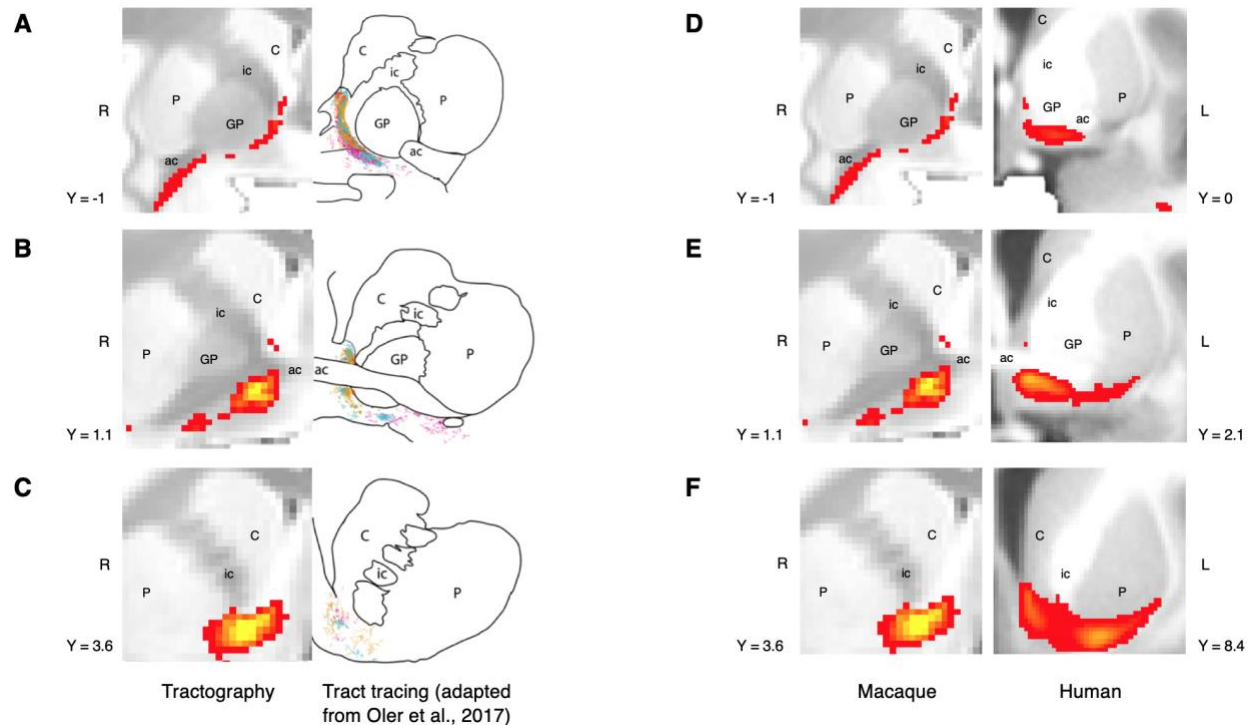 A
C
ic
P
GP
ac
R
Y = -1
C
ic
P
GP
ac
B
C
ic
P
GP
ac
R
Y = 1.1
C
ic
GP
P
ac
C
C
ic
P
R
Y = 3.6
C
ic
P
Tractography
Tract tracing (adapted
from Oler et al., 2017)
D
C
ic
P
GP
ac
R
Y = -1
C
ic
GP
P
ac
L
Y = 0
E
C
ic
P
GP
ac
R
Y = 1.1
C
ic
GP
P
ac
L
Y = 2.1
F
C
ic
P
R
Y = 3.6
C
ic
P
L
Y = 8.4
Macaque
Human